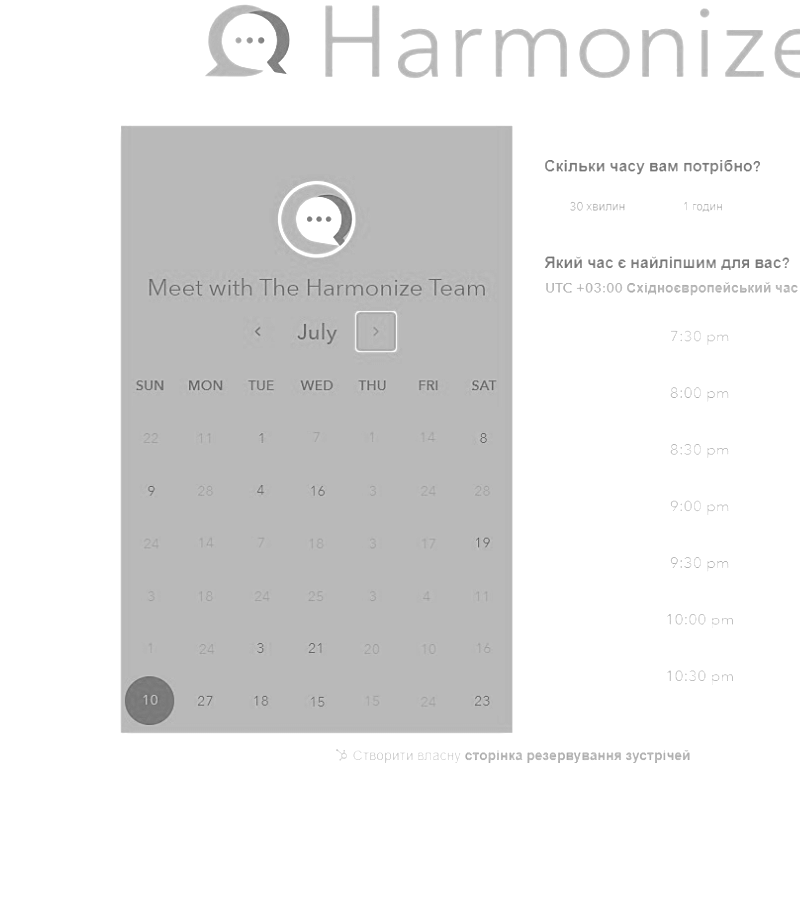 Harmonize
Meet with The Harmonize Team
July
SUN MON TUE WED THU FRI SAT
22 11 1 7 1 14 8
9 28 4 16 3 24 28
24 14 7 18 3 17 19
3 18 24 25 3 4 11
1 24 3 21 20 10 16
10 27 18 15 15 24 23
Скільки часу вам потрібно?
30 хвилин 1 годин
Який час є найліпшим для вас?
UTC +03:00 Східноєвропейський час
7:30 pm
8:00 pm
8:30 pm
9:00 pm
9:30 pm
10:00 pm
10:30 pm
Створити власну сторінка резервування зустрічей